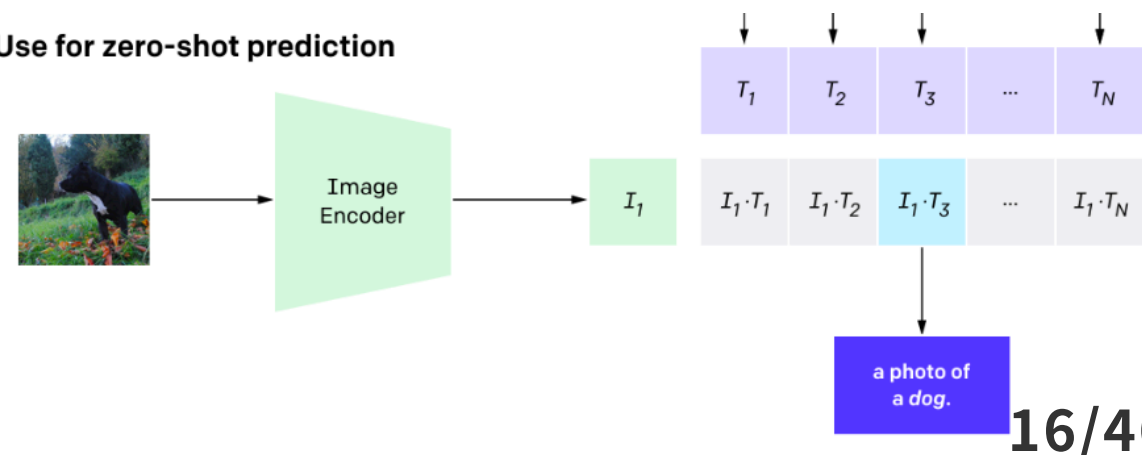 Use for zero-shot prediction
T1 T2 T3 ... TN
Image
Encoder
I1 I1·T1 I1·T2 I1·T3 ... I1·TN
a photo of
a dog.
16/4